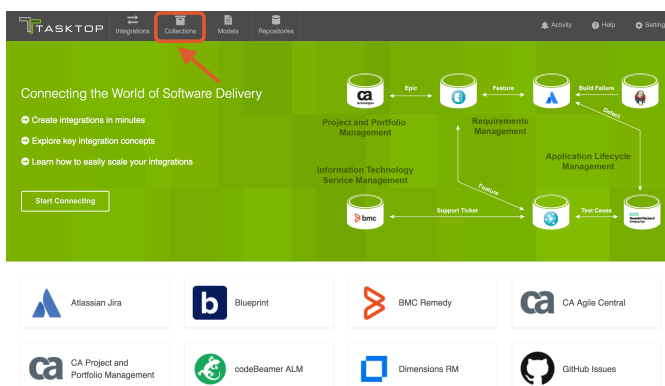 TASKTOP
Integrations
Collections
Models
Repositories
Activity
Help
Setting
Connecting the World of Software Delivery
Create integrations in minutes
Explore key integration concepts
Learn how to easily scale your integrations
Start Connecting
ca
technologies
Epic
Feature
Build Failure
Defect
Project and Portfolio
Management
Requirements
Management
Application Lifecycle
Management
Information Technology
Service Management
Feature
bmc
Support Ticket
Test Cases
Hewlett Packard
Enterprise
Atlassian Jira
b
Blueprint
BMC Remedy
ca
CA Agile Central
ca
CA Project and
Portfolio Management
codeBeamer ALM
Dimensions RM
GitHub Issues